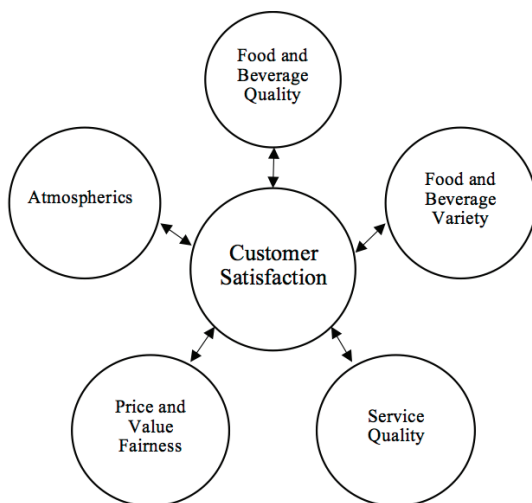 Food and
Beverage
Quality
Atmospherics
Food and
Beverage
Variety
Customer
Satisfaction
Price and
Value
Fairness
Service
Quality